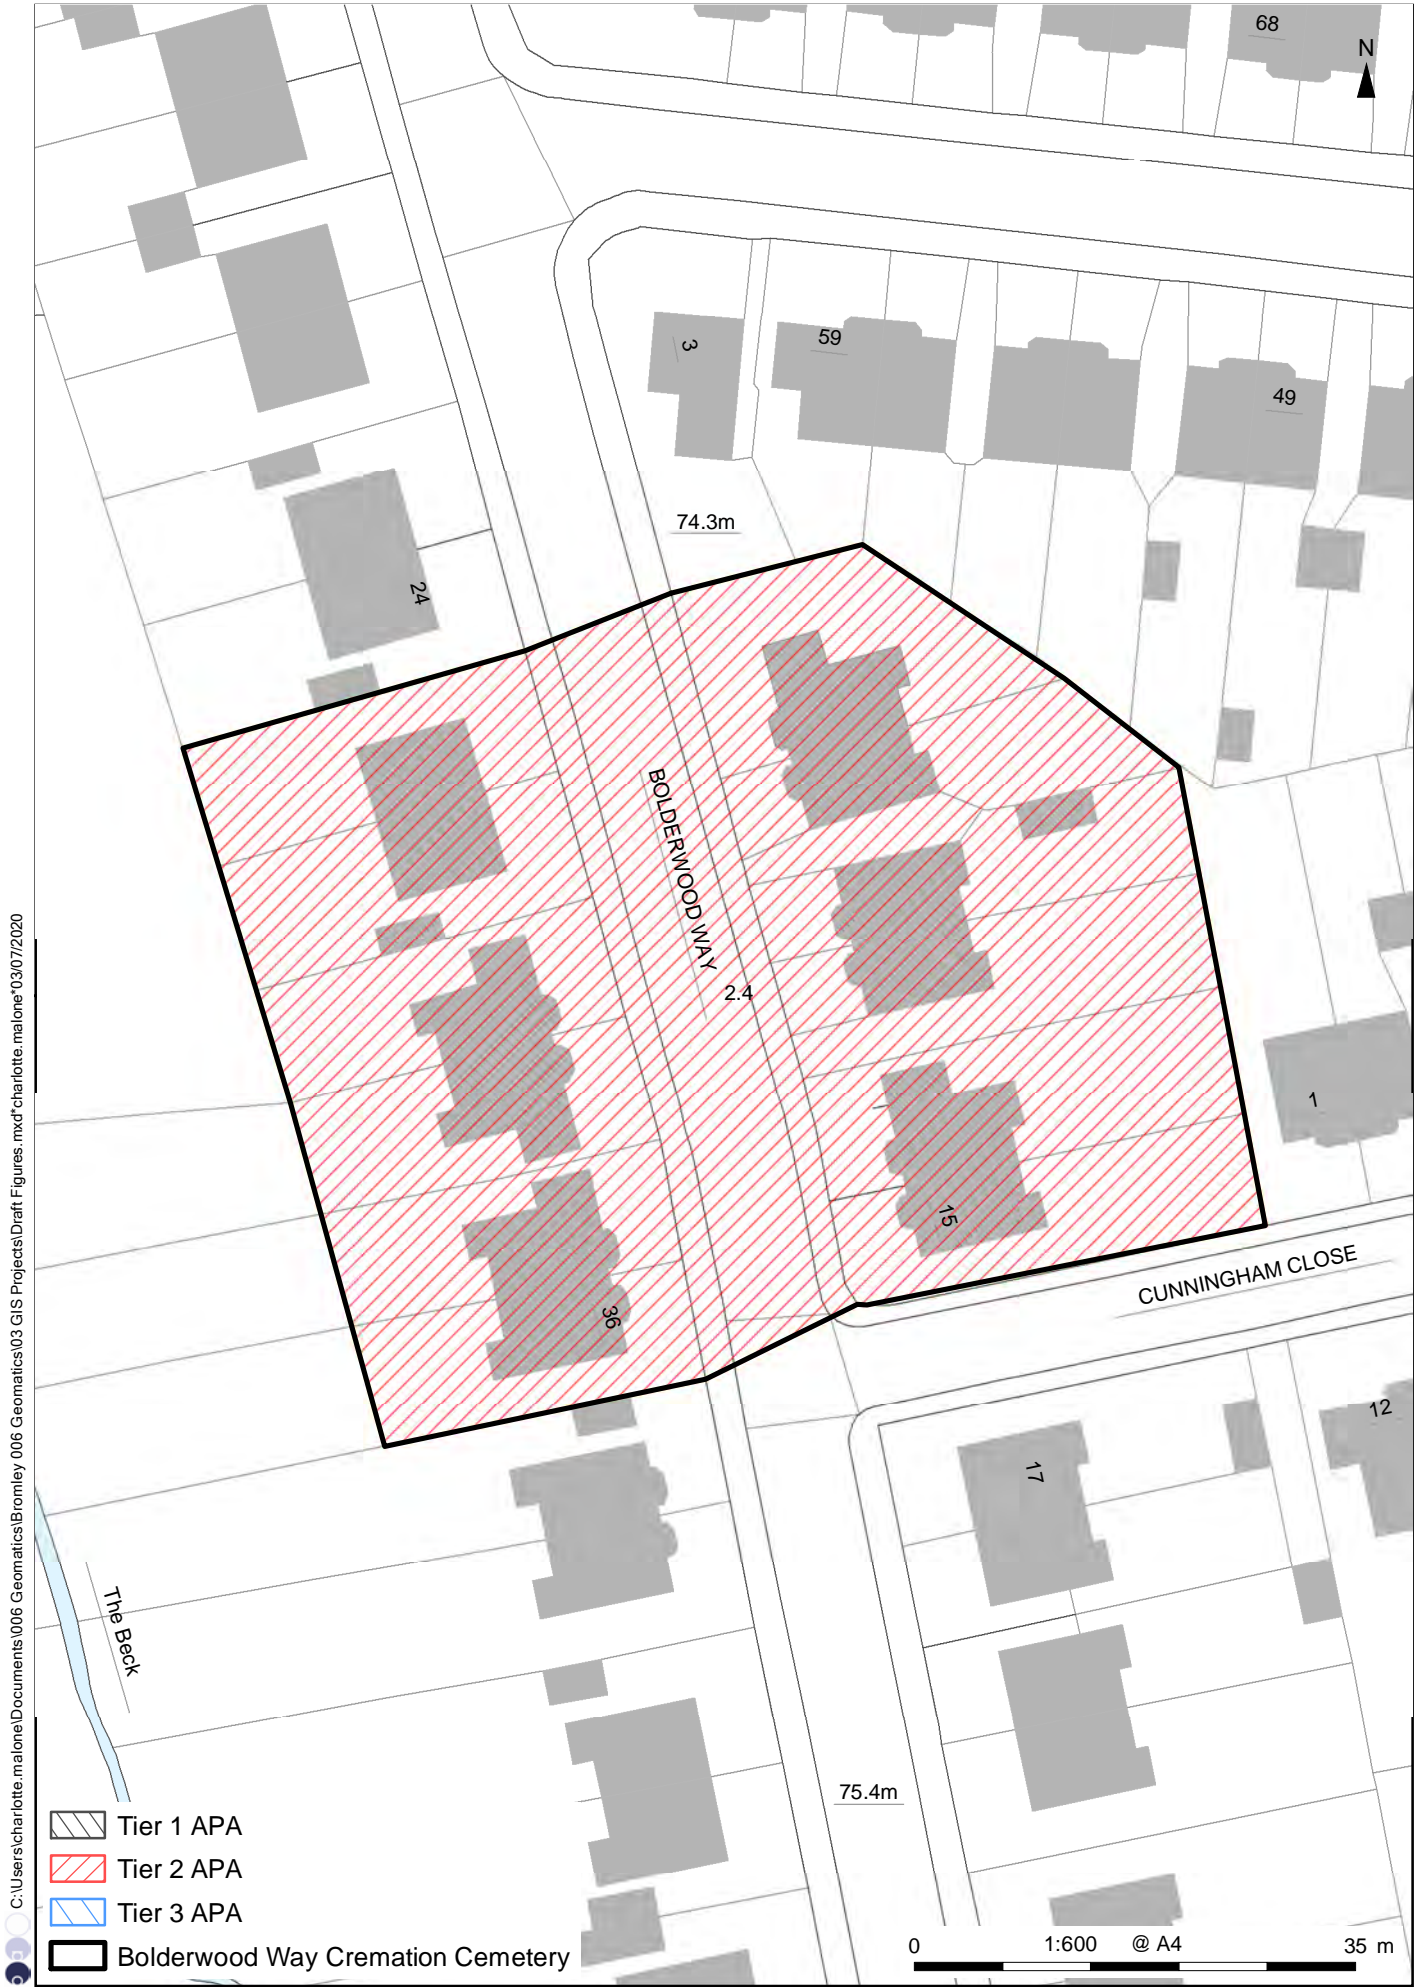 68
N
3
59
49
74.3m
24
BOLDERWOOD WAY
2.4
1
15
CUNNINGHAM CLOSE
36
12
17
The Beck
75.4m
Tier 1 APA
Tier 2 APA
Tier 3 APA
Bolderwood Way Cremation Cemetery
0 1:600 @ A4 35 m
C:\Users\charlotte.malone\Documents\006 Geomatics\Bromley 006 Geomatics\03 GIS Projects\Draft Figures.mxd*charlotte.malone*03/07/2020